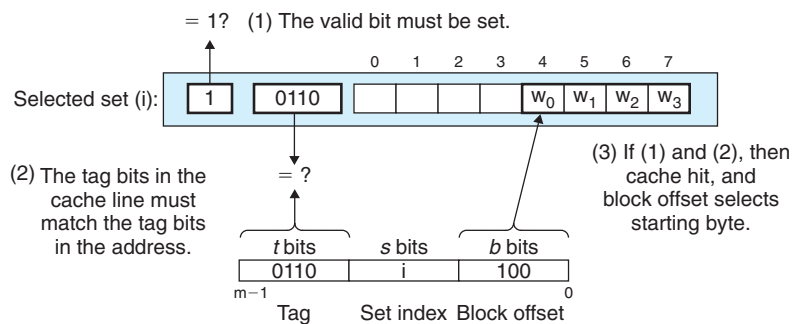 = 1? (1) The valid bit must be set.
0 1 2 3 4 5 6 7
Selected set (i): 1 0110 w0 w1 w2 w3
(2) The tag bits in the
cache line must
match the tag bits
in the address.
= ?
(3) If (1) and (2), then
cache hit, and
block offset selects
starting byte.
t bits s bits b bits
0110 i 100
m−1 0
Tag Set index Block offset